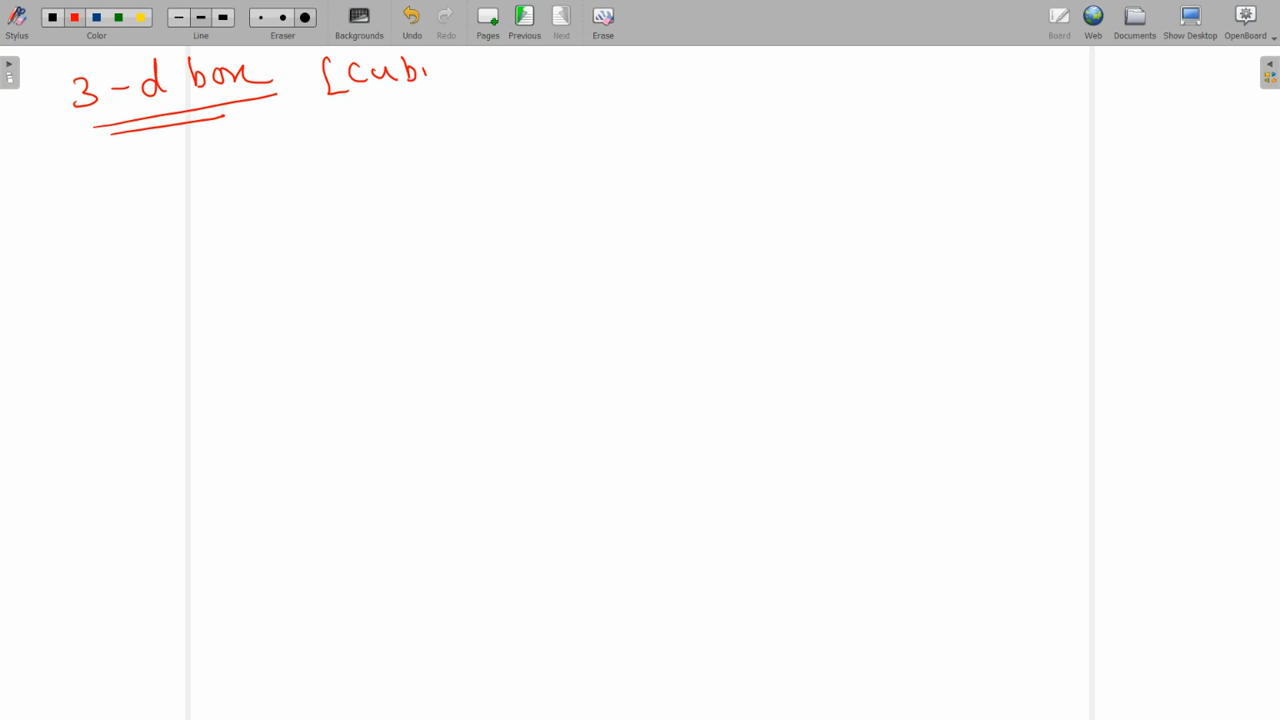 Stylus Color Line Eraser Backgrounds Undo Redo Pages Previous Next Erase Board Web Documents Show Desktop OpenBoard
3-d box [Cubi